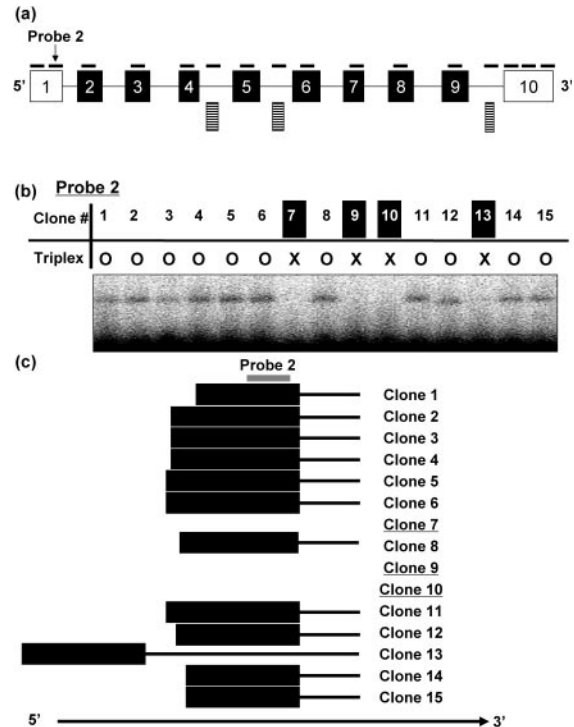 (a)
Probe 2
5' 1 2 3 4 5 6 7 8 9 10 3'
(b) Probe 2
Clone # 1 2 3 4 5 6 7 8 9 10 11 12 13 14 15
Triplex O O O O O O X O X X O O X O O
(c)
Probe 2
Clone 1
Clone 2
Clone 3
Clone 4
Clone 5
Clone 6
Clone 7
Clone 8
Clone 9
Clone 10
Clone 11
Clone 12
Clone 13
Clone 14
Clone 15
5' 3'